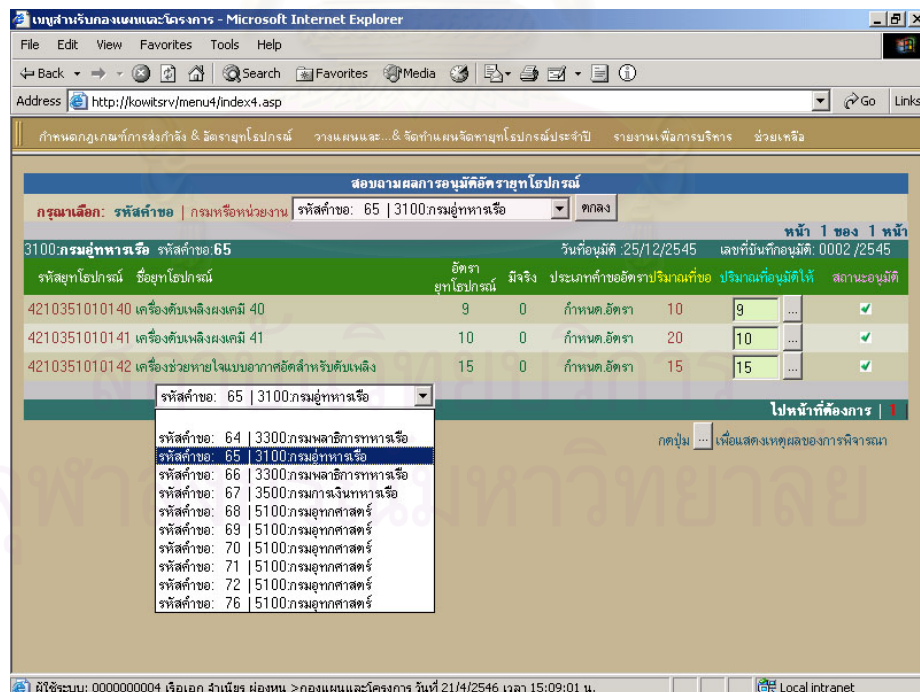 เมนูสำหรับกองแผนและโครงการ - Microsoft Internet Explorer
File Edit View Favorites Tools Help
Back Search Favorites Media
Address http://kowitsrv/menu4/index4.asp Go Links
กำหนดกฎเกณฑ์การส่งกำลัง & อัตรายุทโธปกรณ์ วางแผนและ...& จัดทำแผนจัดหายุทโธปกรณ์ประจำปี รายงานเพื่อการบริหาร ช่วยเหลือ
สอบถามผลการอนุมัติอัตรายุทโธปกรณ์
กรุณาเลือก: รหัสคำขอ | กรมหรือหน่วยงาน รหัสคำขอ: 65 | 3100:กรมอู่ทหารเรือ ตกลง
หน้า 1 ของ 1 หน้า
3100:กรมอู่ทหารเรือ รหัสคำขอ:65 วันที่อนุมัติ :25/12/2545 เลขที่บันทึกอนุมัติ: 0002 /2545
รหัสยุทโธปกรณ์ ชื่อยุทโธปกรณ์ อัตรายุทโธปกรณ์ มีจริง ประเภทคำขออัตรา ปริมาณที่ขอ ปริมาณที่อนุมัติให้ สถานะอนุมัติ
4210351010140 เครื่องดับเพลิงผงเคมี 40 9 0 กำหนด.อัตรา 10 9 ...
4210351010141 เครื่องดับเพลิงผงเคมี 41 10 0 กำหนด.อัตรา 20 10 ...
4210351010142 เครื่องช่วยหายใจแบบอากาศอัดสำหรับดับเพลิง 15 0 กำหนด.อัตรา 15 15 ...
รหัสคำขอ: 65 | 3100:กรมอู่ทหารเรือ
ไปหน้าที่ต้องการ | 1 |
กดปุ่ม ... เพื่อแสดงเหตุผลของการพิจารณา
รหัสคำขอ: 64 | 3300:กรมพลาธิการทหารเรือ
รหัสคำขอ: 65 | 3100:กรมอู่ทหารเรือ
รหัสคำขอ: 66 | 3300:กรมพลาธิการทหารเรือ
รหัสคำขอ: 67 | 3500:กรมการเงินทหารเรือ
รหัสคำขอ: 68 | 5100:กรมอุทกศาสตร์
รหัสคำขอ: 69 | 5100:กรมอุทกศาสตร์
รหัสคำขอ: 70 | 5100:กรมอุทกศาสตร์
รหัสคำขอ: 71 | 5100:กรมอุทกศาสตร์
รหัสคำขอ: 72 | 5100:กรมอุทกศาสตร์
รหัสคำขอ: 76 | 5100:กรมอุทกศาสตร์
ผู้ใช้ระบบ: 0000000004 เรือเอก จำเนียร ผ่องหนู >กองแผนและโครงการ วันที่ 21/4/2546 เวลา 15:09:01 น. Local intranet